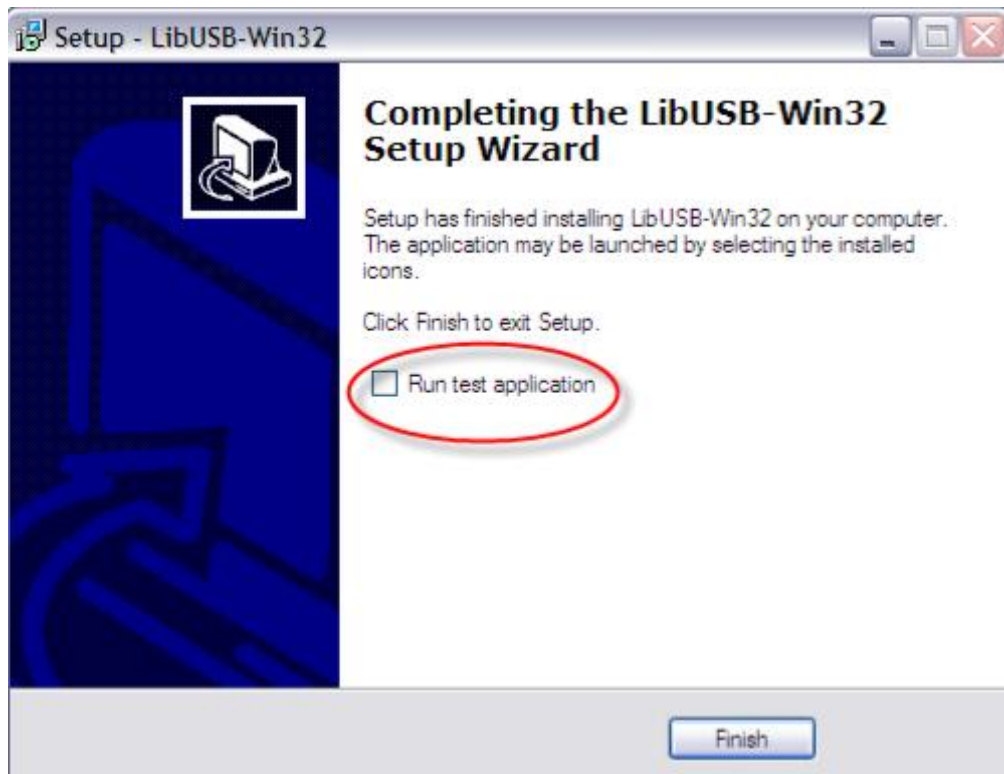 Setup - LibUSB-Win32
Completing the LibUSB-Win32
Setup Wizard
Setup has finished installing LibUSB-Win32 on your computer.
The application may be launched by selecting the installed
icons.
Click Finish to exit Setup.
Run test application
Finish